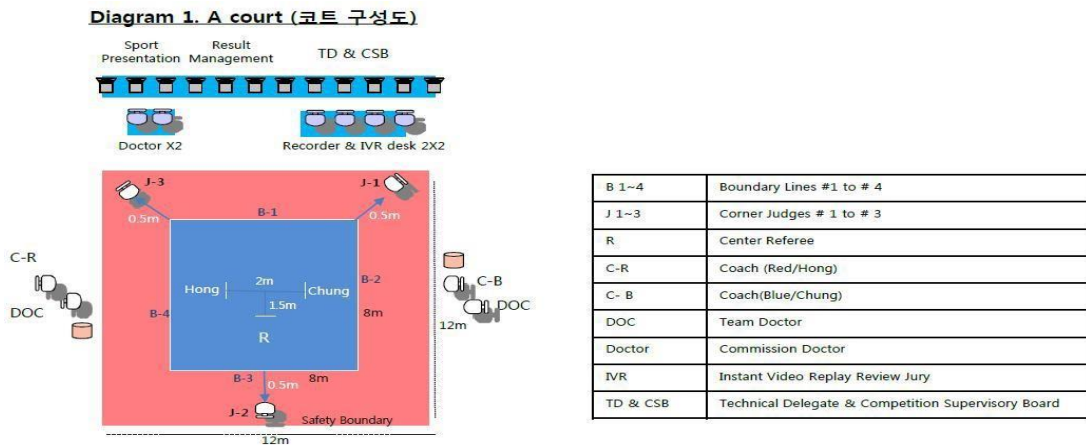 Diagram 1. A court (코트 구성도)
Sport Presentation
Result Management
TD & CSB
Doctor X2
Recorder & IVR desk 2X2
J-3
J-1
0.5m
B-1
0.5m
C-R
DOC
Hong
2m
Chung
1.5m
R
B-4
B-2
8m
C-B
DOC
12m
B-3
0.5m
8m
J-2
Safety Boundary
12m
B 1~4 Boundary Lines #1 to # 4
J 1~3 Corner Judges # 1 to # 3
R Center Referee
C-R Coach (Red/Hong)
C- B Coach(Blue/Chung)
DOC Team Doctor
Doctor Commission Doctor
IVR Instant Video Replay Review Jury
TD & CSB Technical Delegate & Competition Supervisory Board